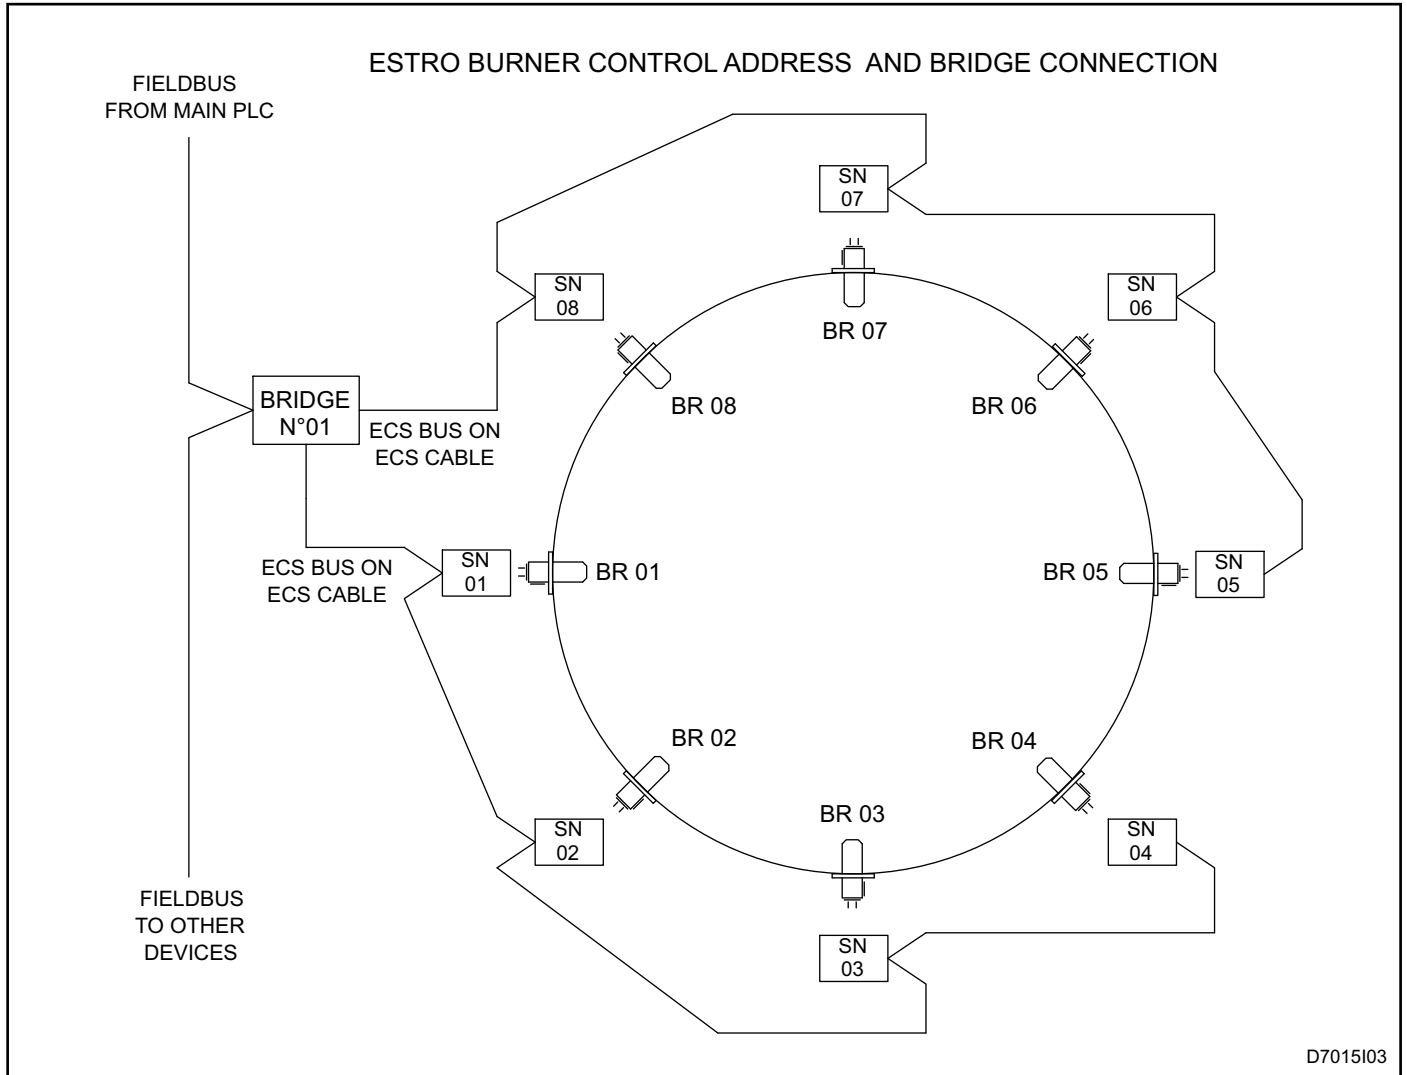 ESTRO BURNER CONTROL ADDRESS AND BRIDGE CONNECTION
FIELDBUS
FROM MAIN PLC
SN
07
SN
08
SN
06
BR 07
BR 08
BR 06
BRIDGE
N°01
ECS BUS ON
ECS CABLE
ECS BUS ON
ECS CABLE
SN
01
BR 01
BR 05
SN
05
BR 02
BR 04
SN
02
BR 03
SN
04
FIELDBUS
TO OTHER
DEVICES
SN
03
D7015I03